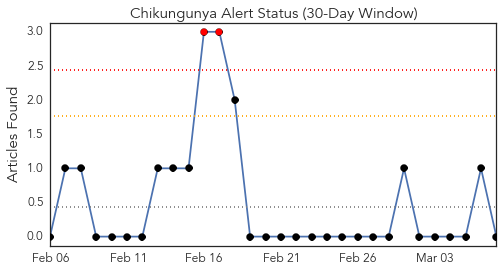 Chikungunya Alert Status (30-Day Window)
Articles Found
3.0
2.5
2.0
1.5
1.0
0.5
0.0
Feb 06 Feb 11 Feb 16 Feb 21 Feb 26 Mar 03